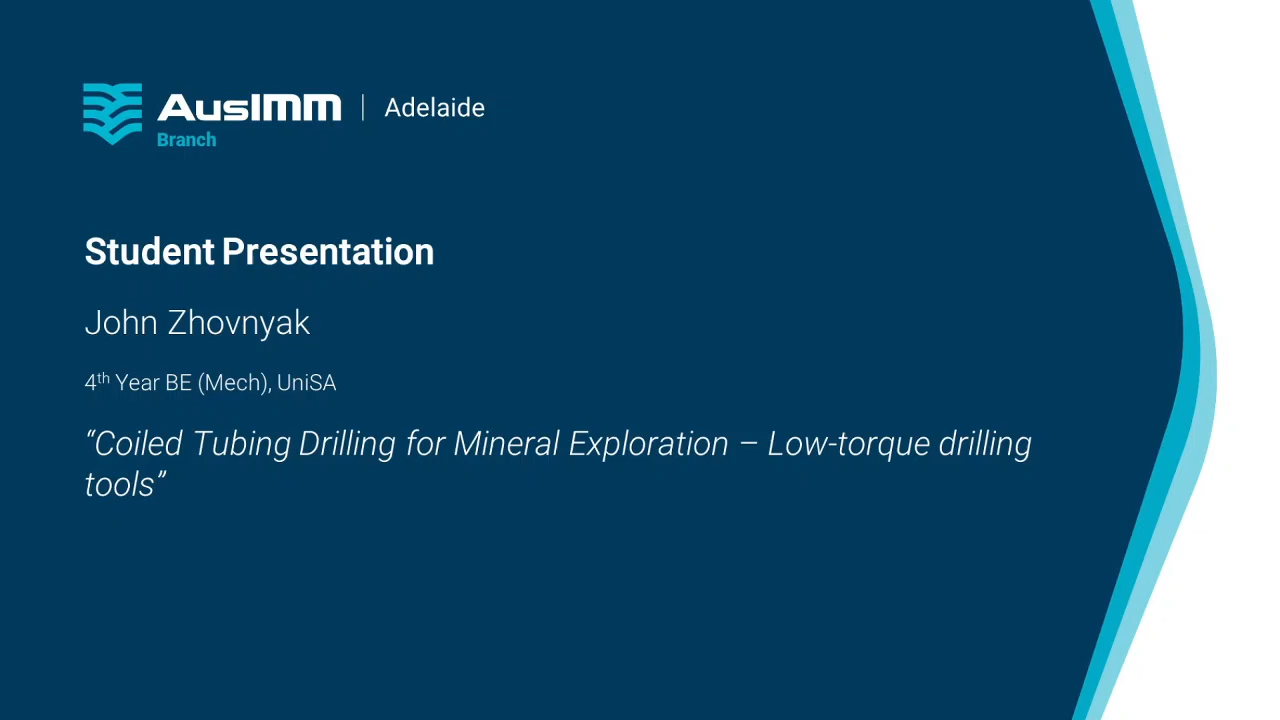 AusIMM | Adelaide
Branch
Student Presentation
John Zhovnyak
4th Year BE (Mech), UniSA
“Coiled Tubing Drilling for Mineral Exploration – Low-torque drilling
tools”